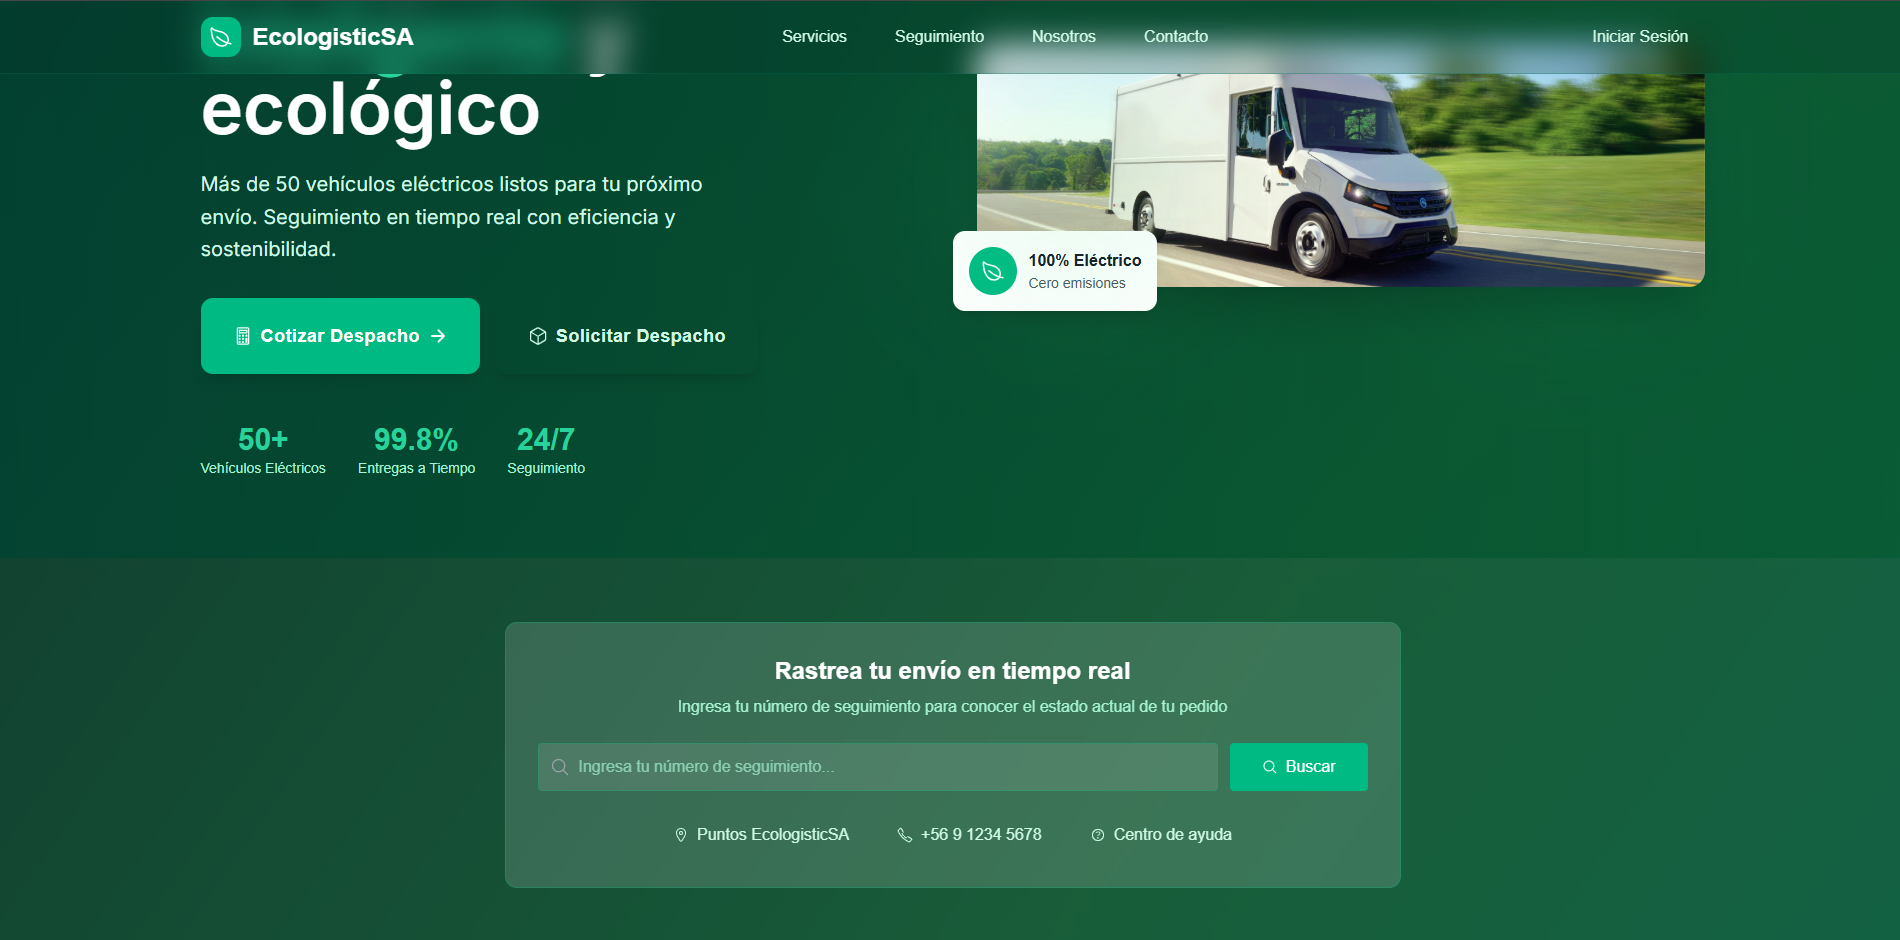 EcologisticSA
Servicios
Seguimiento
Nosotros
Contacto
Iniciar Sesión
ecológico
Más de 50 vehículos eléctricos listos para tu próximo
envío. Seguimiento en tiempo real con eficiencia y
sostenibilidad.
Cotizar Despacho
Solicitar Despacho
50+
Vehículos Eléctricos
99.8%
Entregas a Tiempo
24/7
Seguimiento
100% Eléctrico
Cero emisiones
Rastrea tu envío en tiempo real
Ingresa tu número de seguimiento para conocer el estado actual de tu pedido
Ingresa tu número de seguimiento...
Buscar
Puntos EcologisticSA
+56 9 1234 5678
Centro de ayuda